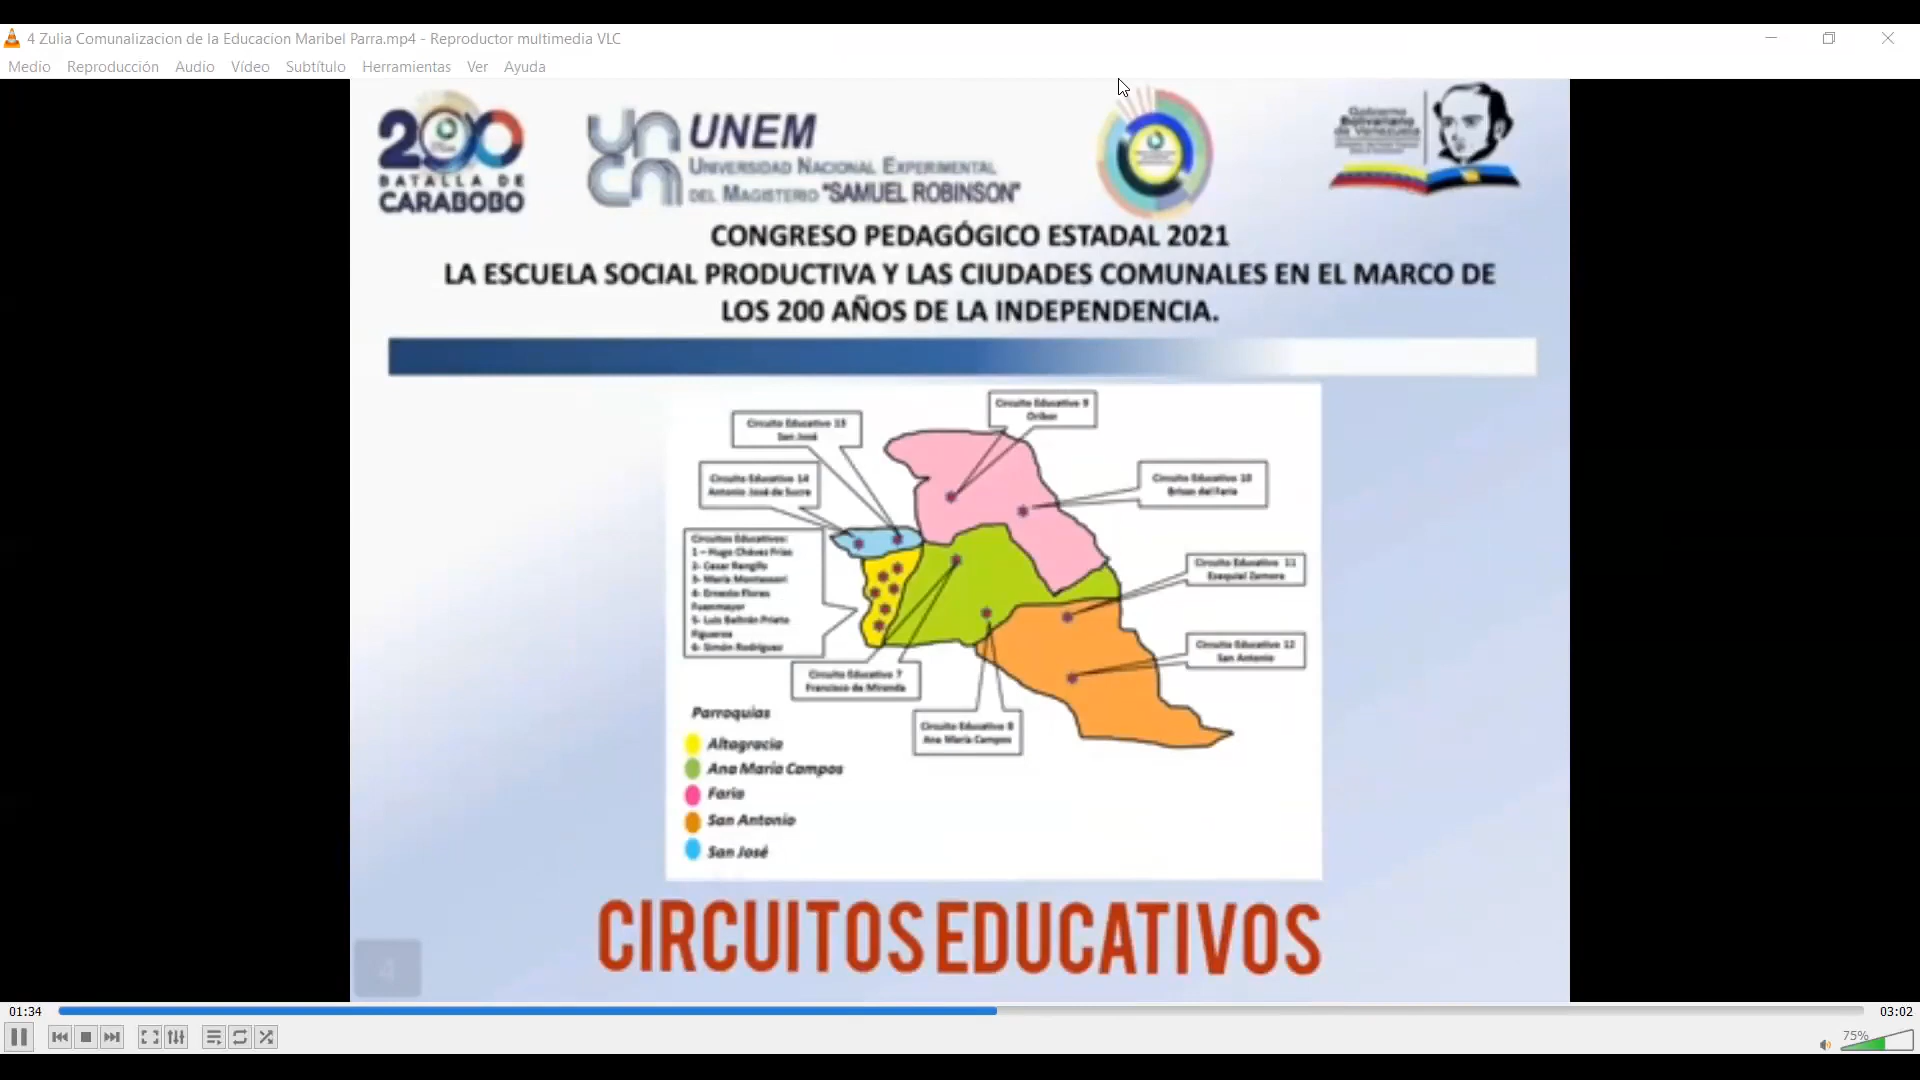 4 Zulia Comunalizacion de la Educacion Maribel Parra.mp4 - Reproductor multimedia VLC
Medio Reproducción Audio Vídeo Subtítulo Herramientas Ver Ayuda
200
BATALLA DE
CARABOBO
UNEM
UNIVERSIDAD NACIONAL EXPERIMENTAL
DEL MAGISTERIO "SAMUEL ROBINSON"
Gobierno
Bolivariano
de Venezuela
CONGRESO PEDAGÓGICO ESTADAL 2021
LA ESCUELA SOCIAL PRODUCTIVA Y LAS CIUDADES COMUNALES EN EL MARCO DE
LOS 200 AÑOS DE LA INDEPENDENCIA.
Circuito Educativo 9
Circuito Educativo
San José
Circuito Educativo 14
Antonio José de Sucre
Circuito Educativo 10
Circuitos Educativos:
1 - Hugo Chávez Frías
2- Cesar Rengifo
3- María Montessori
4- Ernesto Flores
Fuenmayor
5- Luis Beltrán Prieto
Figueroa
6- Simón Rodríguez
Circuito Educativo 11
Ezequiel Zamora
Circuito Educativo 12
San Antonio
Circuito Educativo 7
Francisco de Miranda
Circuito Educativo 8
Ana María Campos
Parroquias
Altagracia
Ana María Campos
Faria
San Antonio
San José
CIRCUITOS EDUCATIVOS
4
01:34
03:02
75%